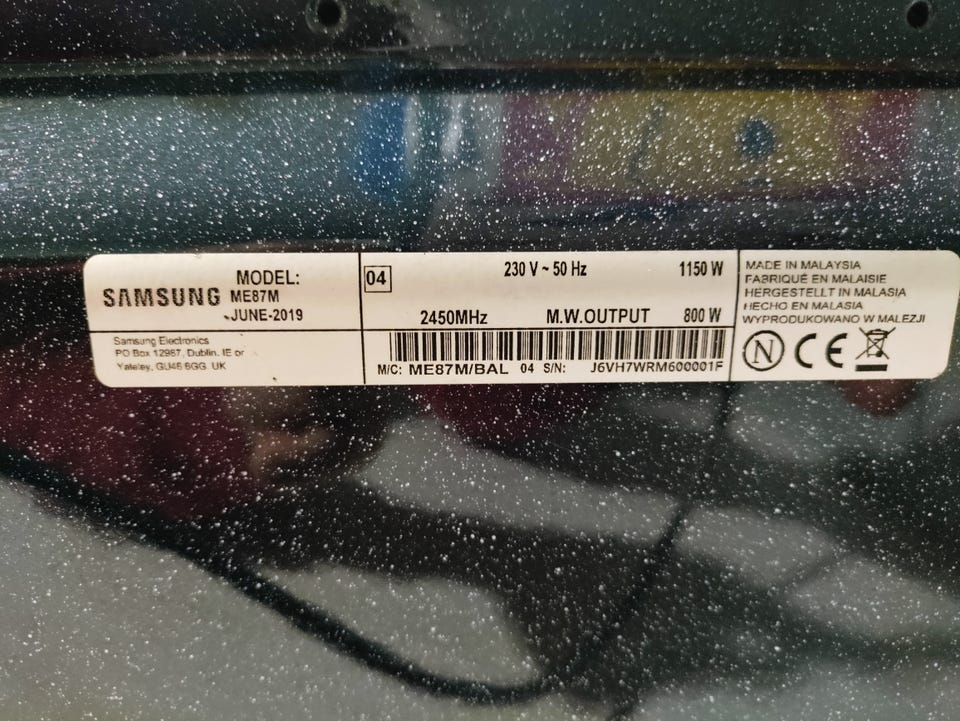 SAMSUNG
MODEL:
ME87M
JUNE-2019
Samsung Electronics
PO Box 12987, Dublin. IE or
Yateley, GU46 6GG. UK
04
230 V ~ 50 Hz 1150 W
2450MHz M.W.OUTPUT 800 W
M/C: ME87M/BAL 04 S/N: J6VH7WRM600001F
MADE IN MALAYSIA
FABRIQUÉ EN MALAISIE
HERGESTELLT IN MALASIA
HECHO EN MALASIA
WYPRODUKOWANO W MALEZJI
N CE